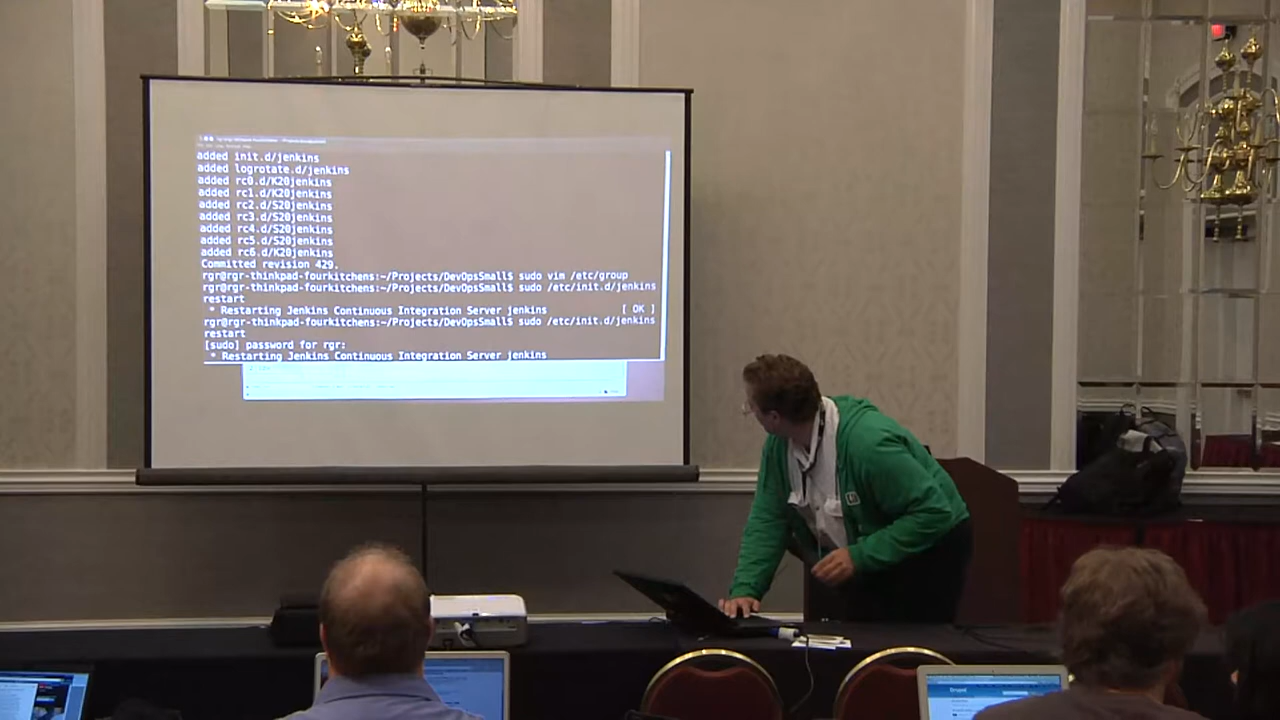 added init.d/jenkins
added logrotate.d/jenkins
added rc0.d/K20jenkins
added rc1.d/K20jenkins
added rc2.d/S20jenkins
added rc3.d/S20jenkins
added rc4.d/S20jenkins
added rc5.d/S20jenkins
added rc6.d/K20jenkins
Committed revision 429.
rgr@rgr-thinkpad-fourkitchens:~/Projects/DevOpsSmall$ sudo vim /etc/group
rgr@rgr-thinkpad-fourkitchens:~/Projects/DevOpsSmall$ sudo /etc/init.d/jenkins
restart
* Restarting Jenkins Continuous Integration Server jenkins [ OK ]
rgr@rgr-thinkpad-fourkitchens:~/Projects/DevOpsSmall$ sudo /etc/init.d/jenkins
restart
[sudo] password for rgr:
* Restarting Jenkins Continuous Integration Server jenkins